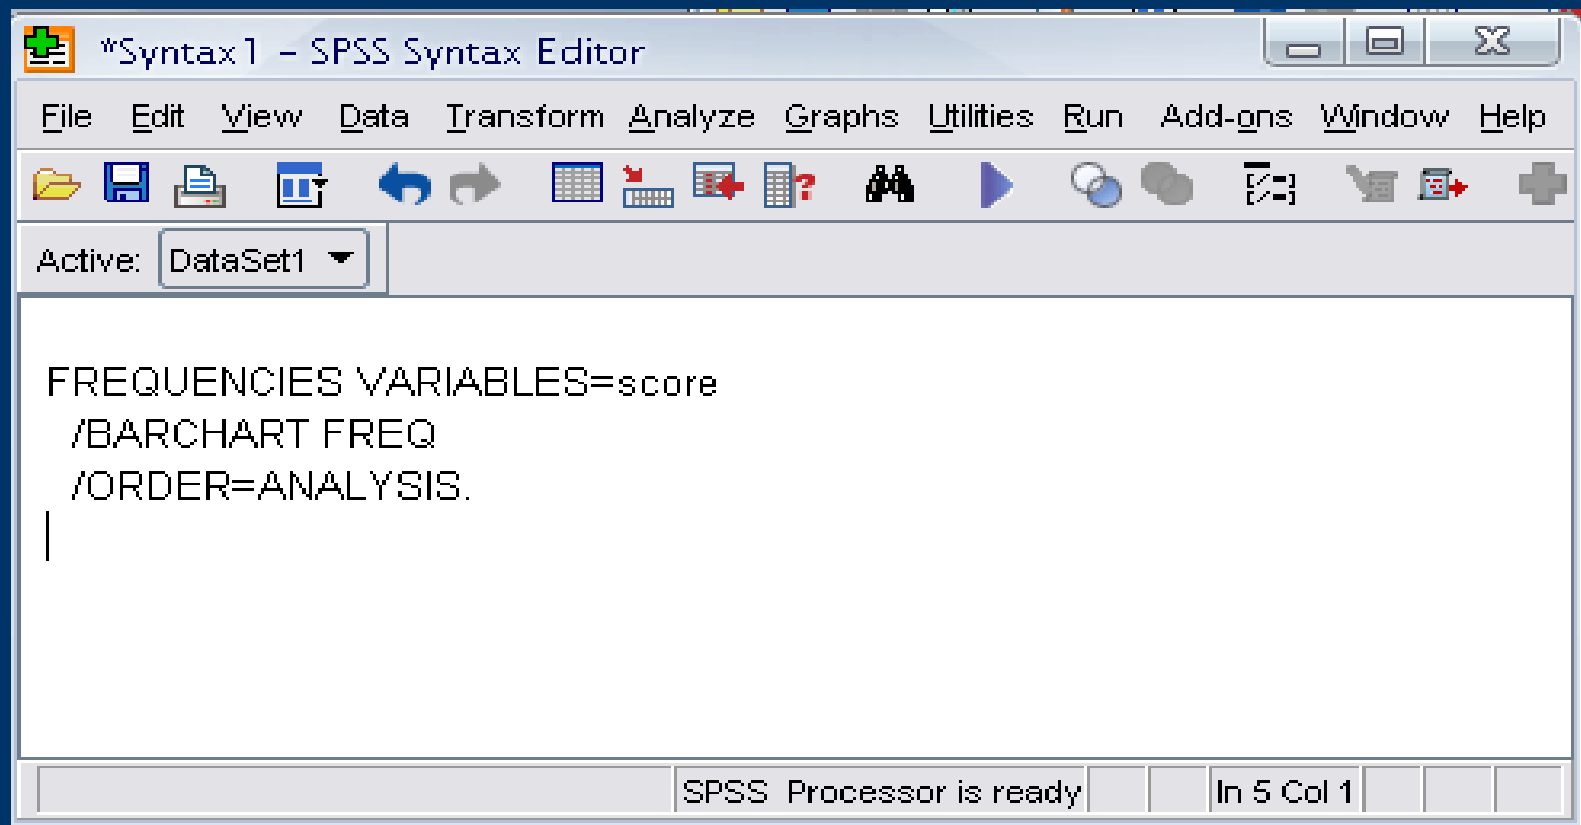 *Syntax1 - SPSS Syntax Editor
File Edit View Data Transform Analyze Graphs Utilities Run Add-ons Window Help
Active: DataSet1
FREQUENCIES VARIABLES=score
/BARCHART FREQ
/ORDER=ANALYSIS.
SPSS Processor is ready In 5 Col 1